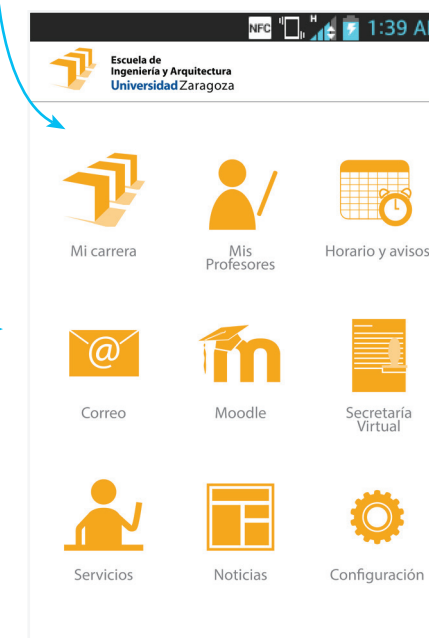 NFC H 1:39 A
Escuela de
Ingeniería y Arquitectura
Universidad Zaragoza
Mi carrera
Mis
Profesores
Horario y avisos
@
Correo
m
Moodle
Secretaría
Virtual
Servicios
Noticias
Configuración